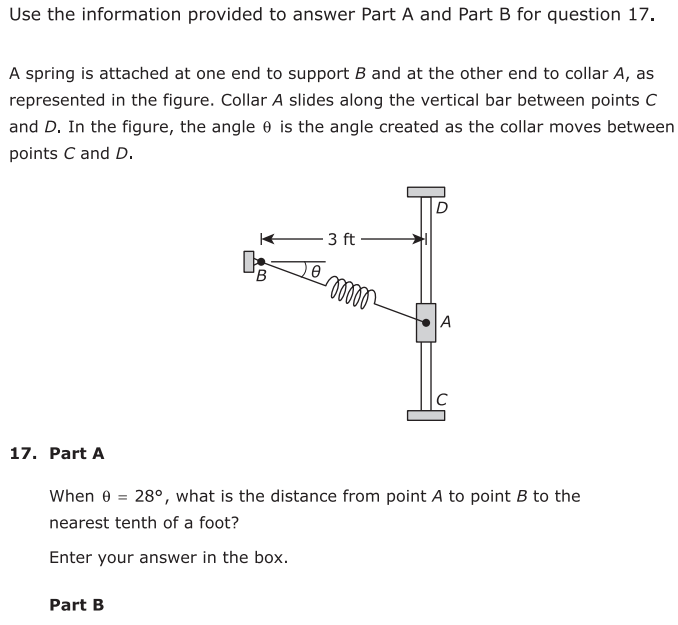 Use the information provided to answer Part A and Part B for question 17.
A spring is attached at one end to support B and at the other end to collar A, as
represented in the figure. Collar A slides along the vertical bar between points C
and D. In the figure, the angle θ is the angle created as the collar moves between
points C and D.
D
3 ft
B
θ
A
C
17. Part A
When θ = 28°, what is the distance from point A to point B to the
nearest tenth of a foot?
Enter your answer in the box.
Part B